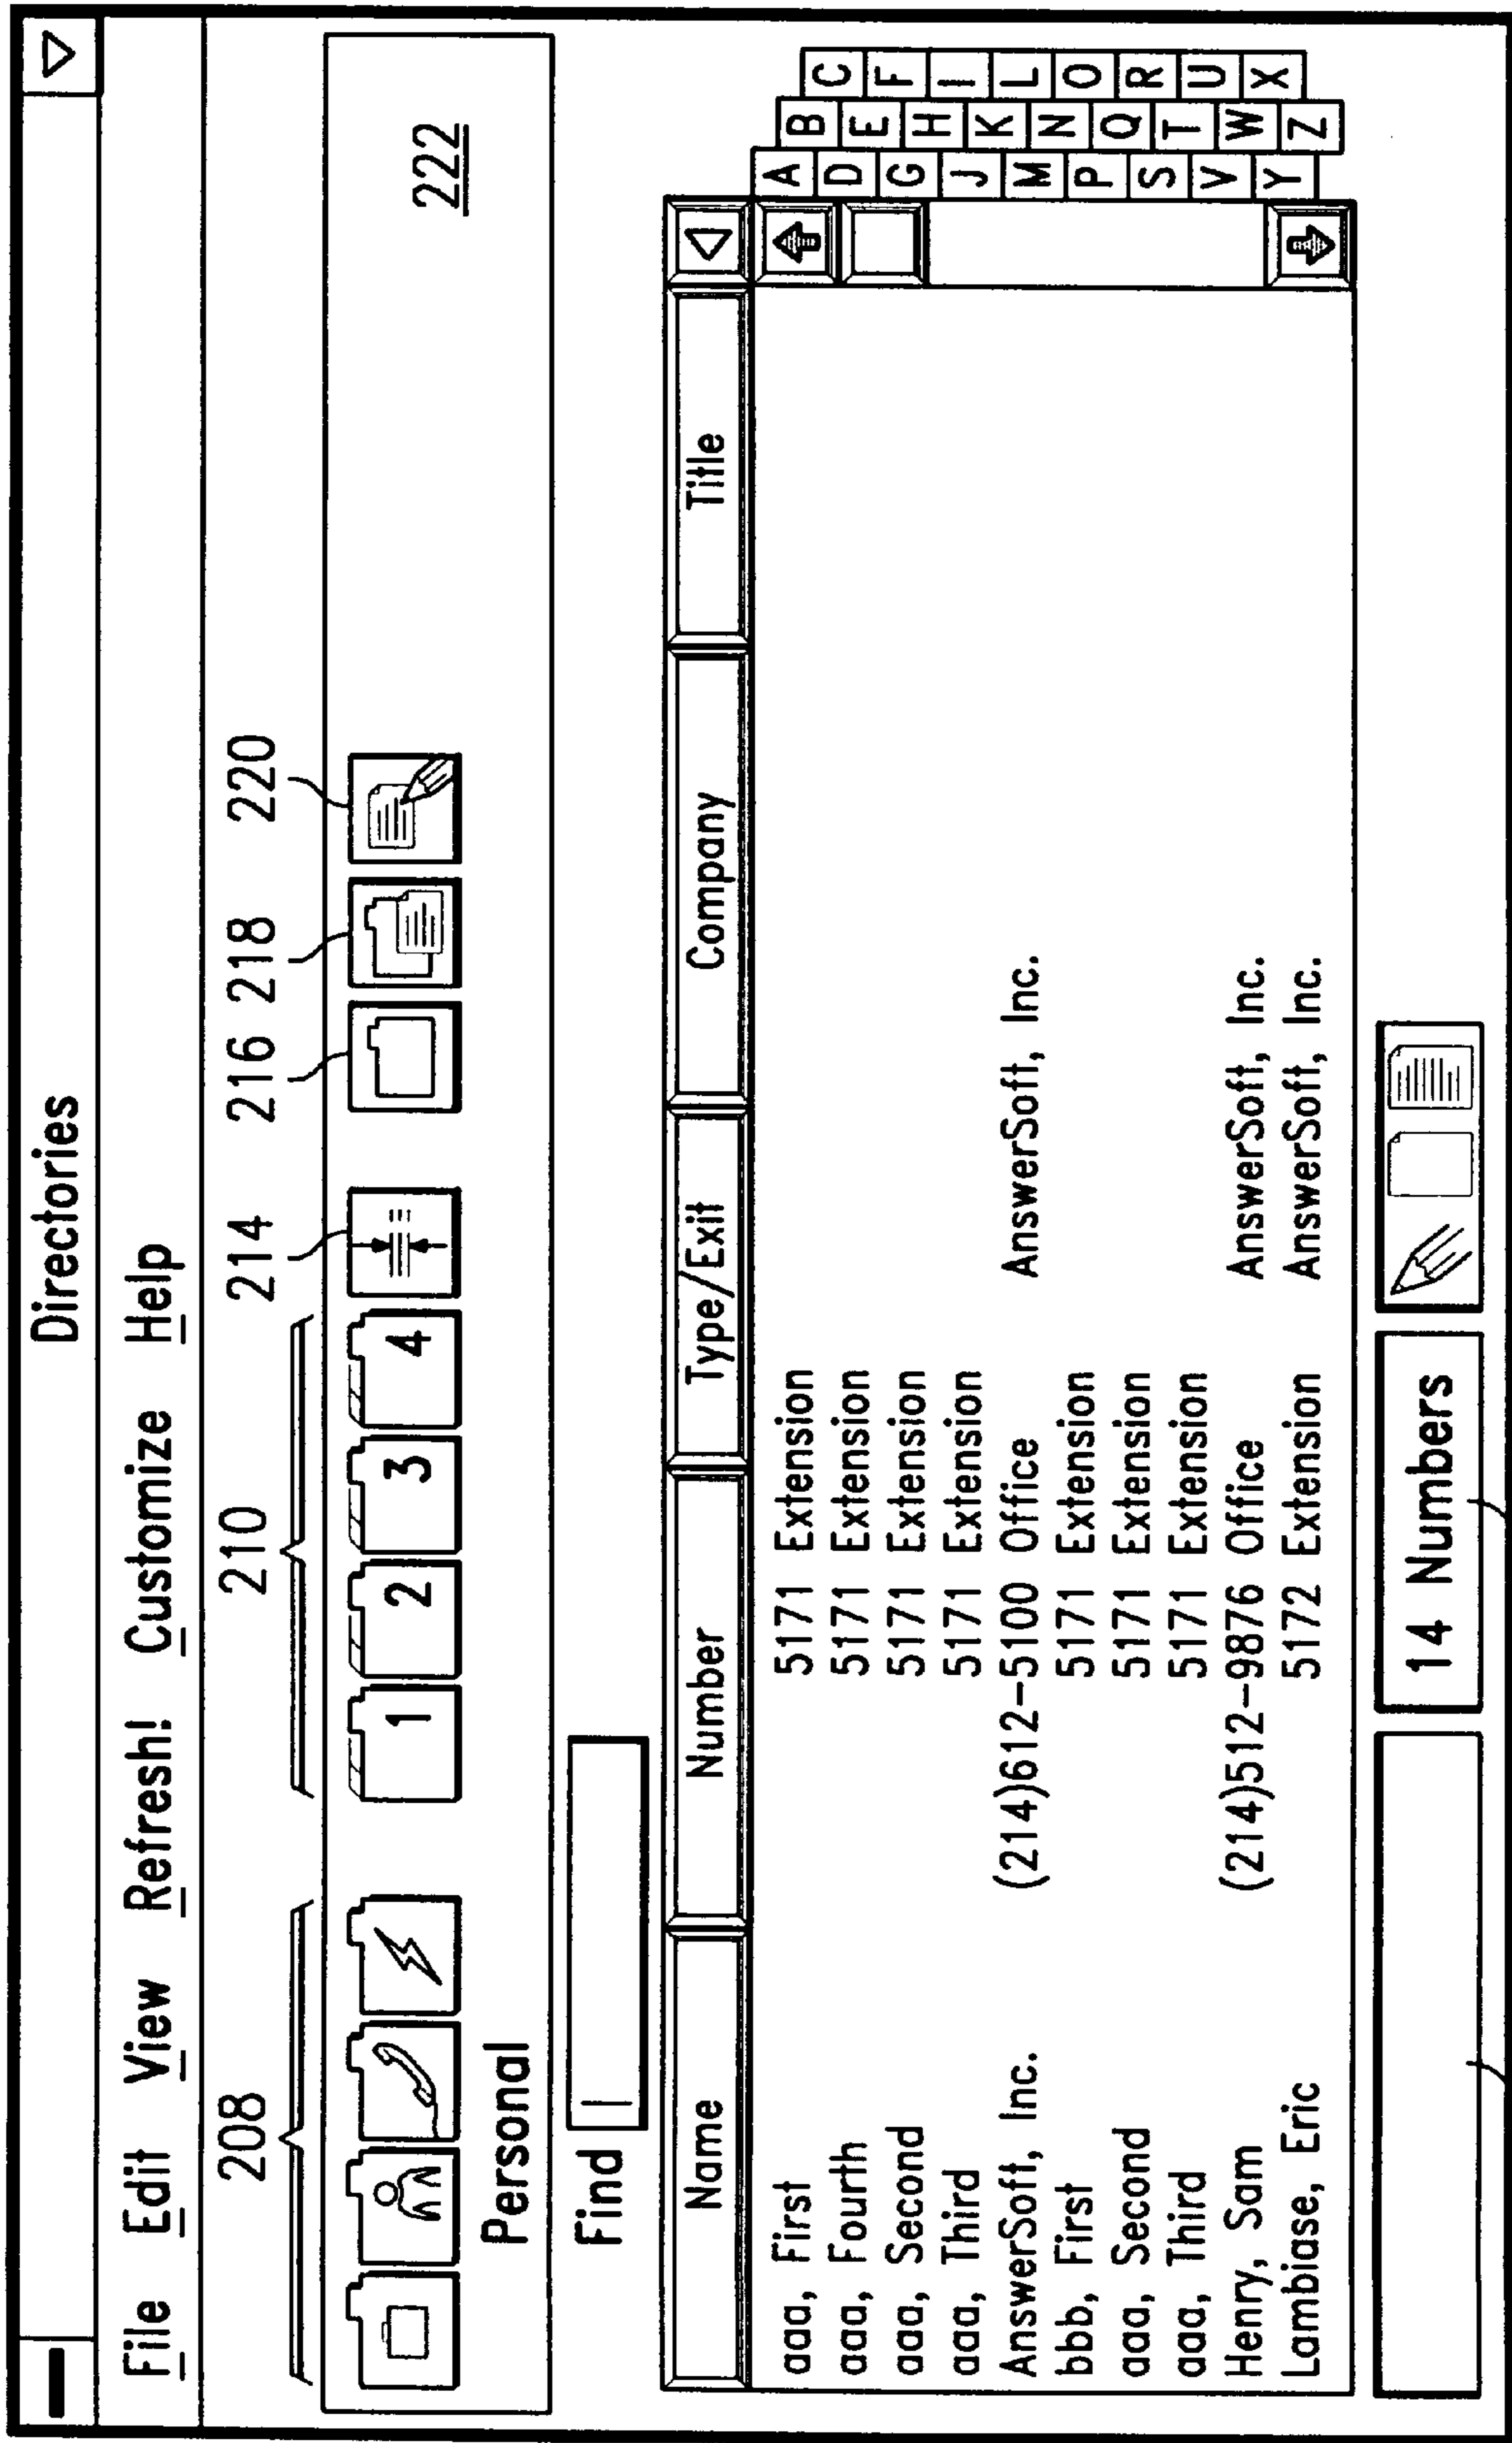 Directories
File Edit View Refresh! Customize Help
208 210 214 216 218 220
1 2 3 4
Personal
222
Find
Name Number Type/Exit Company Title
aaa, First 5171 Extension
aaa, Fourth 5171 Extension
aaa, Second 5171 Extension
aaa, Third 5171 Extension
AnswerSoft, Inc. (214)612-5100 Office AnswerSoft, Inc.
bbb, First 5171 Extension
aaa, Second 5171 Extension
aaa, Third 5171 Extension
Henry, Sam (214)512-9876 Office AnswerSoft, Inc.
Lambiase, Eric 5172 Extension AnswerSoft, Inc.
A B C
D E F
G H I
J K L
M N O
P Q R
S T U
V W X
Y Z
14 Numbers